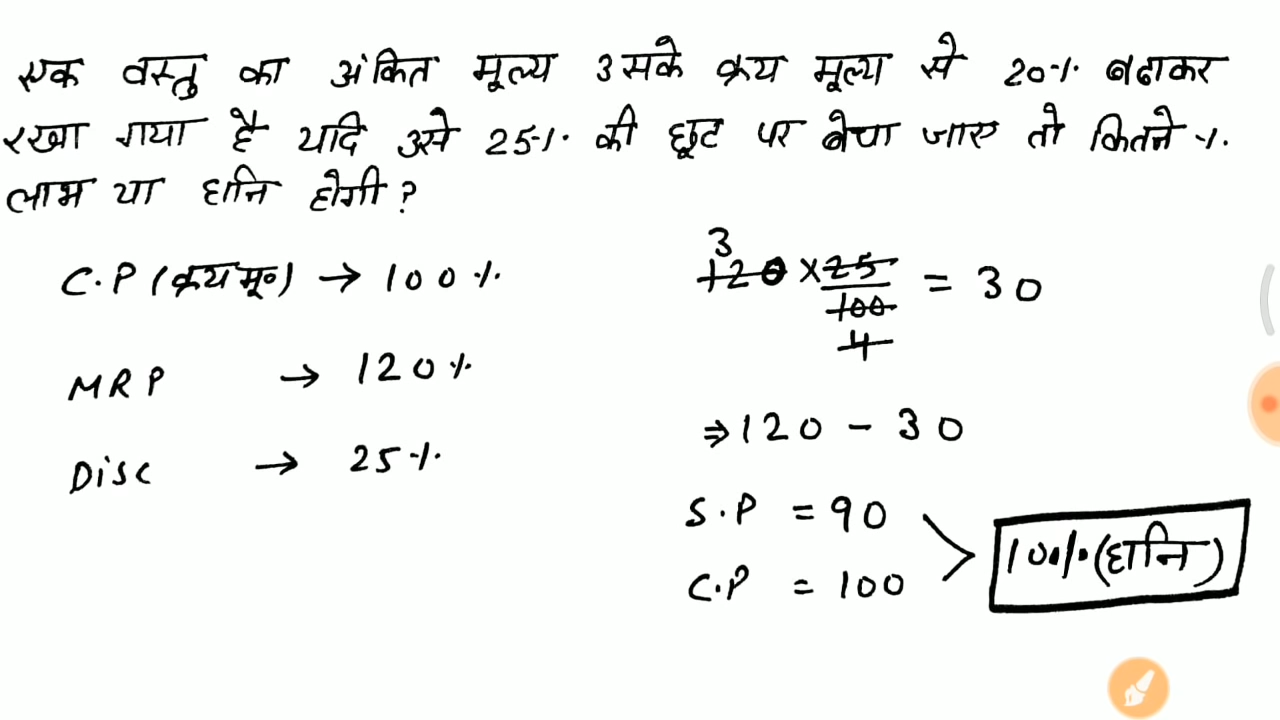 एक वस्तु का अंकित मूल्य उसके क्रय मूल्य से 20% बढाकर
रखा गया है यदि उसे 25% की छूट पर बेचा जाए तो कितने %
लाभ या हानि होगी?
C.P (क्रय मू०) → 100%
MRP → 120%
Disc → 25%
3
120 × 25/100 = 30
4
⇒ 120 - 30
S.P = 90
C.P = 100
10% (हानि)